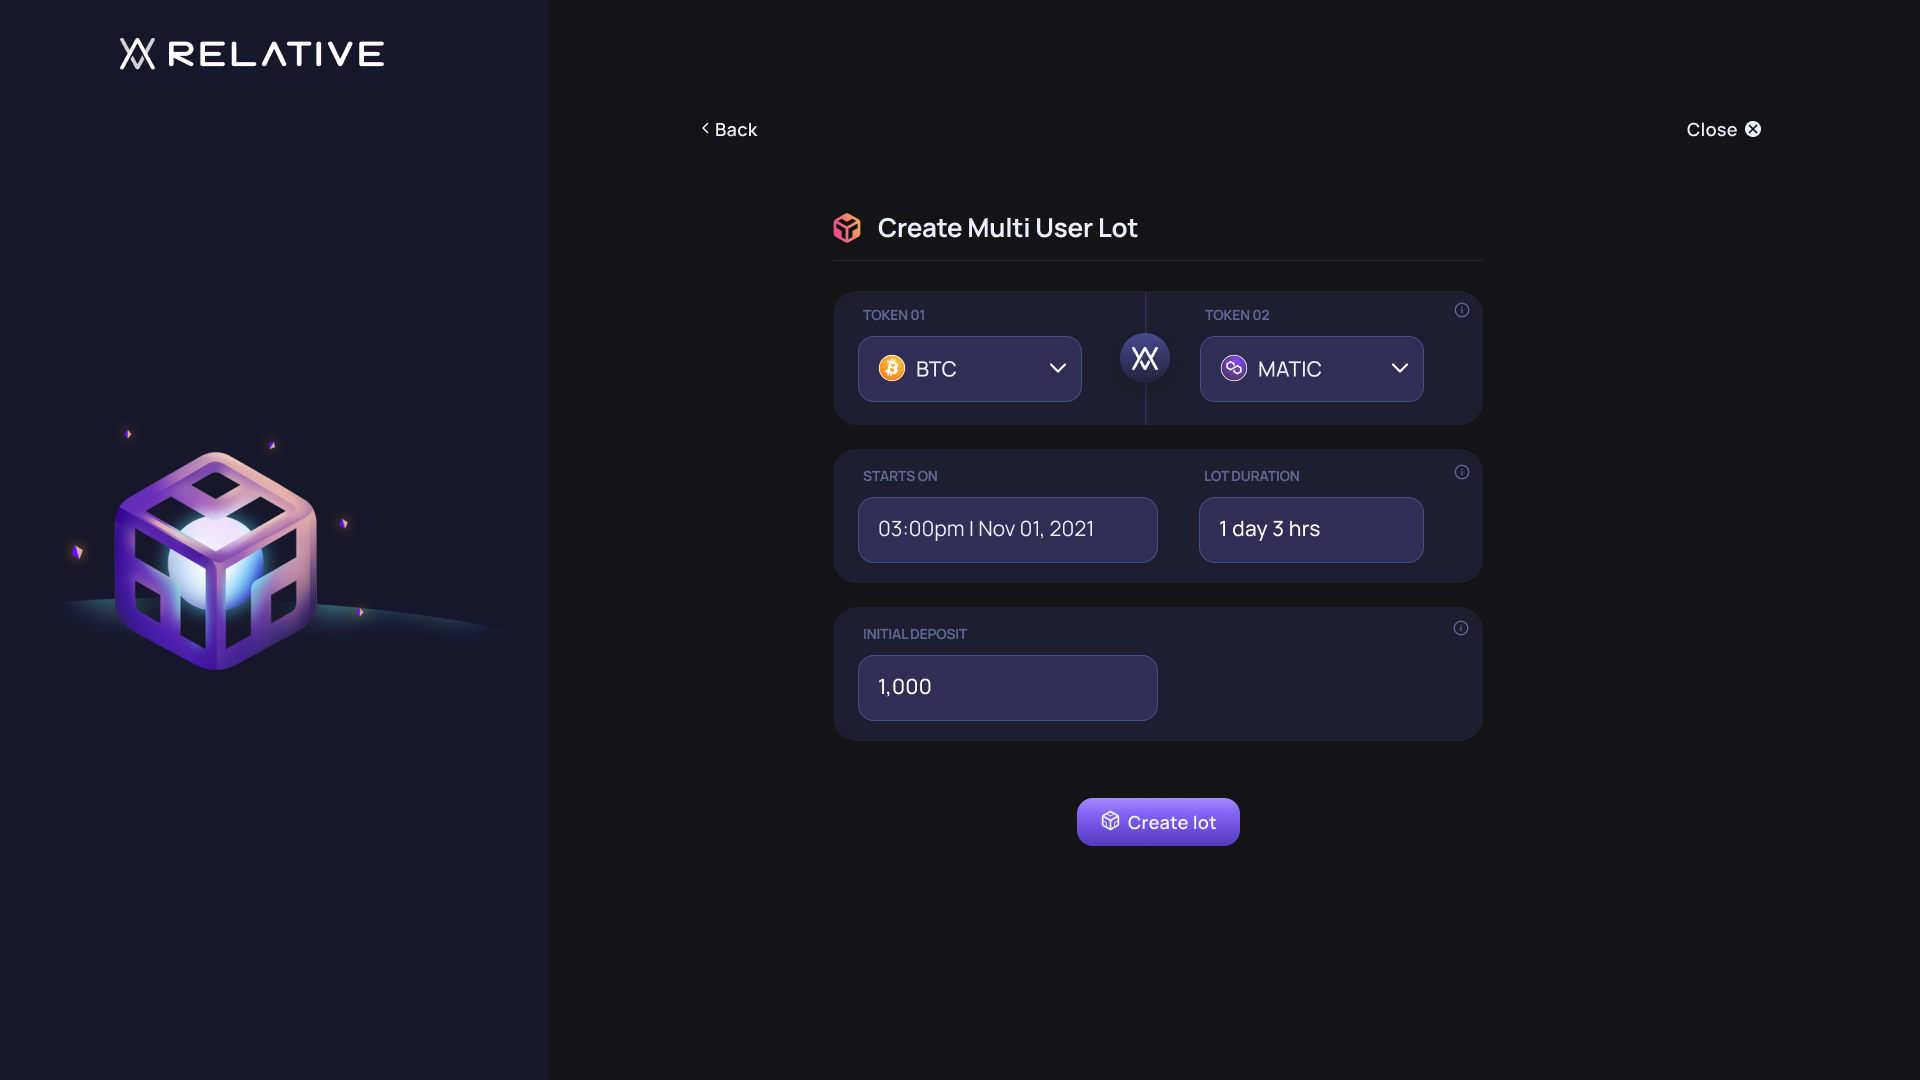 RELATIVE
Back
Close
Create Multi User Lot
TOKEN 01
TOKEN 02
BTC
MATIC
STARTS ON
LOT DURATION
03:00pm | Nov 01, 2021
1 day 3 hrs
INITIAL DEPOSIT
1,000
Create lot